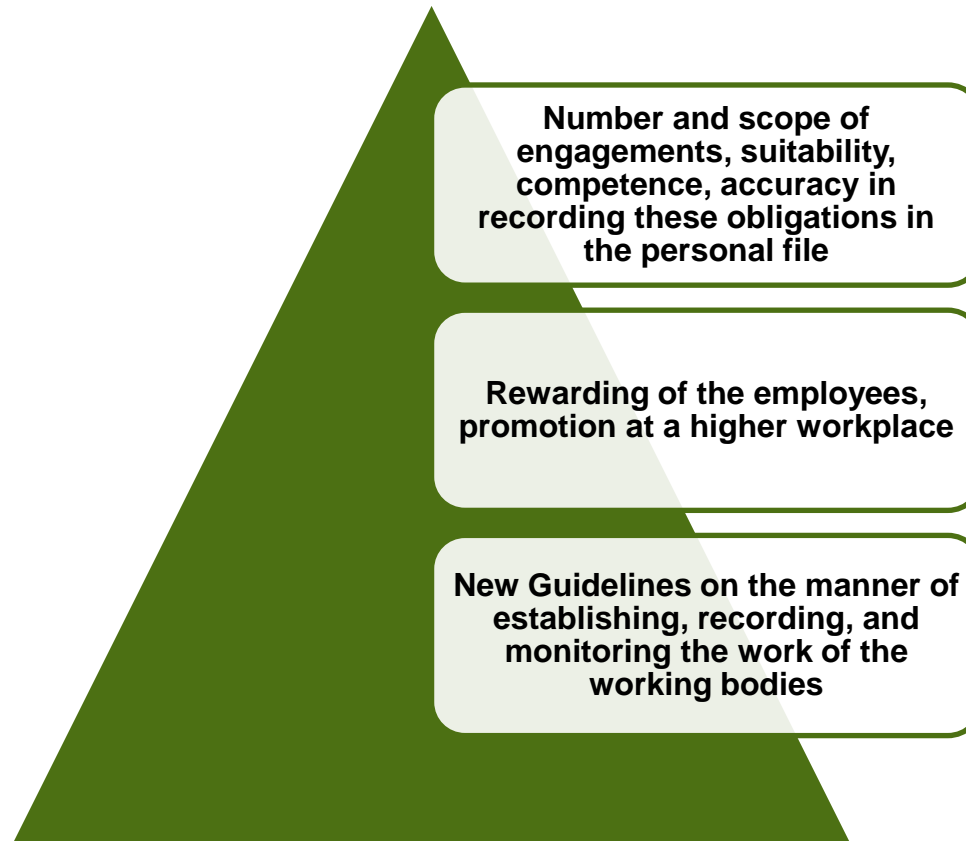 Number and scope of
engagements, suitability,
competence, accuracy in
recording these obligations in
the personal file
Rewarding of the employees,
promotion at a higher workplace
New Guidelines on the manner of
establishing, recording, and
monitoring the work of the
working bodies